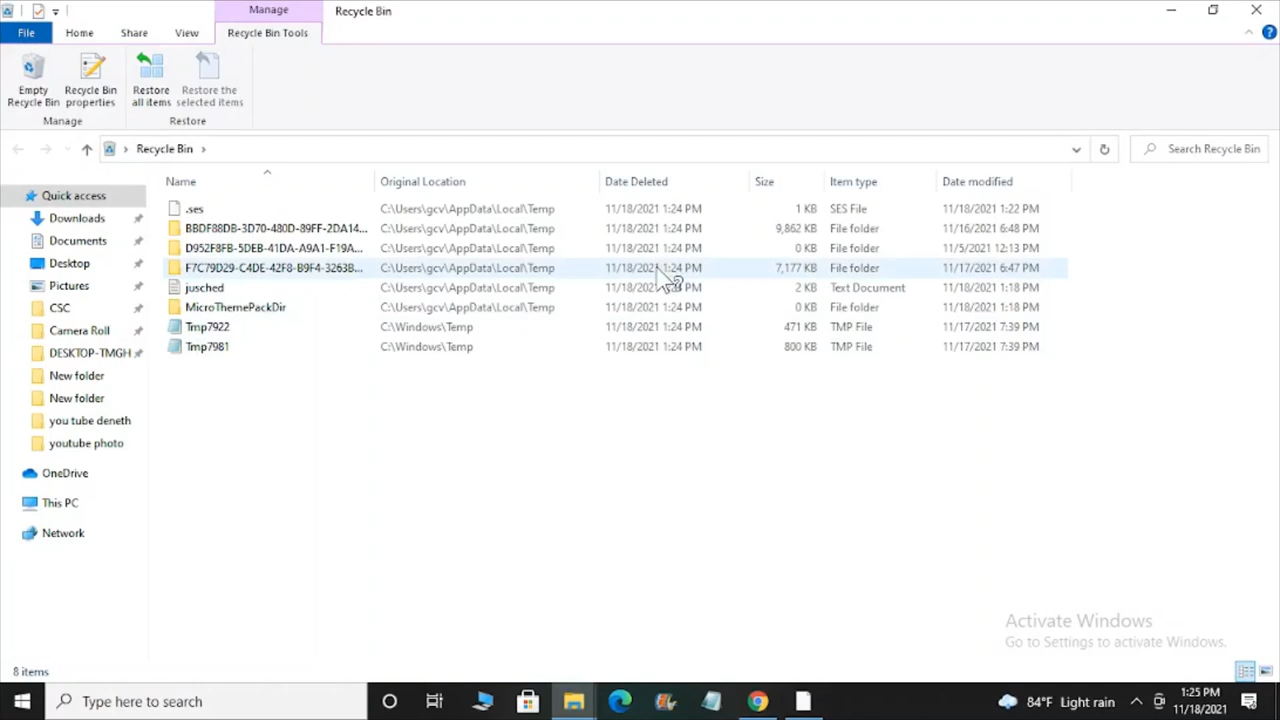 Manage
Recycle Bin
File
Home
Share
View
Recycle Bin Tools
Empty
Recycle Bin
Recycle Bin
properties
Restore
all items
Restore the
selected items
Manage
Restore
Recycle Bin
Search Recycle Bin
Name
Original Location
Date Deleted
Size
Item type
Date modified
.ses C:\Users\gcv\AppData\Local\Temp 11/18/2021 1:24 PM 1 KB SES File 11/18/2021 1:22 PM
BBDF88DB-3D70-480D-89FF-2DA14... C:\Users\gcv\AppData\Local\Temp 11/18/2021 1:24 PM 9,862 KB File folder 11/16/2021 6:48 PM
D952F8FB-5DEB-41DA-A9A1-F19A... C:\Users\gcv\AppData\Local\Temp 11/18/2021 1:24 PM 0 KB File folder 11/5/2021 12:13 PM
F7C79D29-C4DE-42F8-B9F4-3263B... C:\Users\gcv\AppData\Local\Temp 11/18/2021 1:24 PM 7,177 KB File folder 11/17/2021 6:47 PM
jusched C:\Users\gcv\AppData\Local\Temp 11/18/2021 1:24 PM 2 KB Text Document 11/18/2021 1:18 PM
MicroThemePackDir C:\Users\gcv\AppData\Local\Temp 11/18/2021 1:24 PM 0 KB File folder 11/18/2021 1:18 PM
Tmp7922 C:\Windows\Temp 11/18/2021 1:24 PM 471 KB TMP File 11/17/2021 7:39 PM
Tmp7981 C:\Windows\Temp 11/18/2021 1:24 PM 800 KB TMP File 11/17/2021 7:39 PM
Quick access
Downloads
Documents
Desktop
Pictures
CSC
Camera Roll
DESKTOP-TMGH
New folder
New folder
you tube deneth
youtube photo
OneDrive
This PC
Network
Activate Windows
Go to Settings to activate Windows.
8 items
Type here to search
84°F Light rain
1:25 PM
11/18/2021